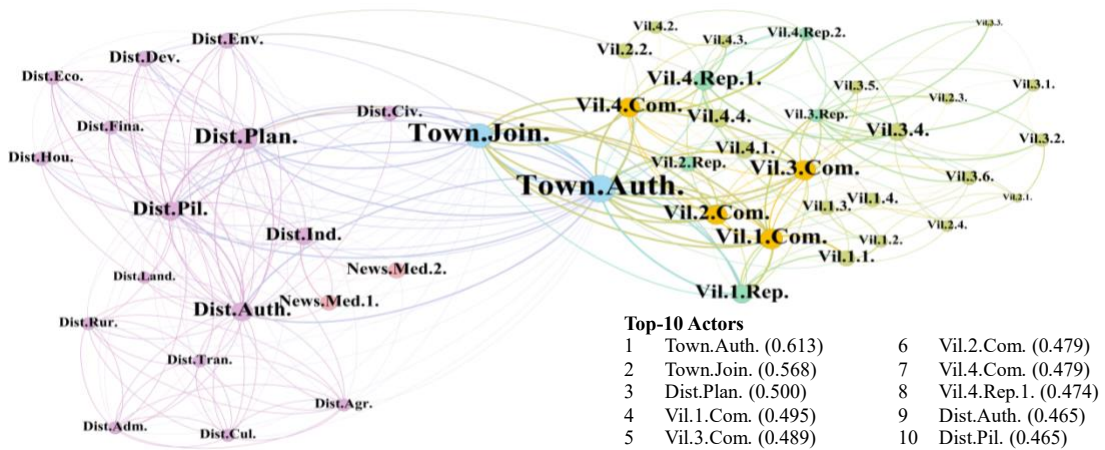 Vil.3.3.
Vil.4.2.
Vil.4.Rep.2.
Dist.Env.
Vil.4.3.
Vil.2.2.
Dist.Dev.
Dist.Eco.
Vil.4.Rep.1.
Vil.3.5.
Vil.3.1.
Vil.2.3.
Vil.4.Com.
Dist.Civ.
Vil.4.4.
Vil.3.Rep.
Dist.Fina.
Vil.3.4.
Dist.Plan.
Town.Join.
Vil.3.2.
Vil.4.1.
Dist.Hou.
Vil.2.Rep.
Vil.3.Com.
Vil.3.6.
Town.Auth.
Vil.2.1.
Vil.1.4.
Vil.1.3.
Dist.Pil.
Vil.2.Com.
Vil.2.4.
Dist.Ind.
Vil.1.Com.
Vil.1.2.
Vil.1.1.
News.Med.2.
Dist.Land.
Vil.1.Rep.
News.Med.1.
Dist.Auth.
Dist.Rur.
Dist.Tran.
Dist.Agr.
Dist.Adm.
Dist.Cul.
Top-10 Actors
1 Town.Auth. (0.613)
2 Town.Join. (0.568)
3 Dist.Plan. (0.500)
4 Vil.1.Com. (0.495)
5 Vil.3.Com. (0.489)
6 Vil.2.Com. (0.479)
7 Vil.4.Com. (0.479)
8 Vil.4.Rep.1. (0.474)
9 Dist.Auth. (0.465)
10 Dist.Pil. (0.465)